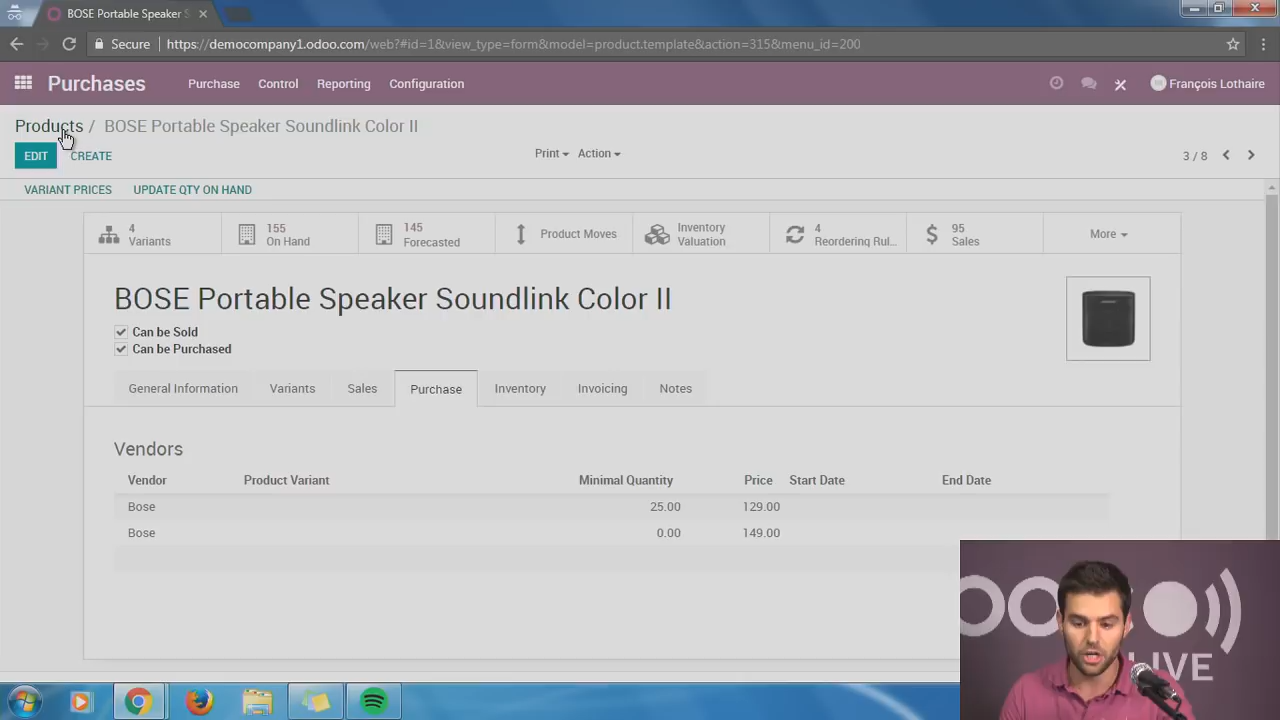 BOSE Portable Speaker S
Secure
https://democompany1.odoo.com/web?#id=1&view_type=form&model=product.template&action=315&menu_id=200
Purchases Purchase Control Reporting Configuration François Lothaire
Products / BOSE Portable Speaker Soundlink Color II
EDIT CREATE Print Action 3 / 8
VARIANT PRICES UPDATE QTY ON HAND
4 Variants
155 On Hand
145 Forecasted
Product Moves
Inventory Valuation
4 Reordering Rul...
95 Sales
More
BOSE Portable Speaker Soundlink Color II
Can be Sold
Can be Purchased
General Information Variants Sales Purchase Inventory Invoicing Notes
Vendors
Vendor Product Variant Minimal Quantity Price Start Date End Date
Bose 25.00 129.00
Bose 0.00 149.00
LIVE